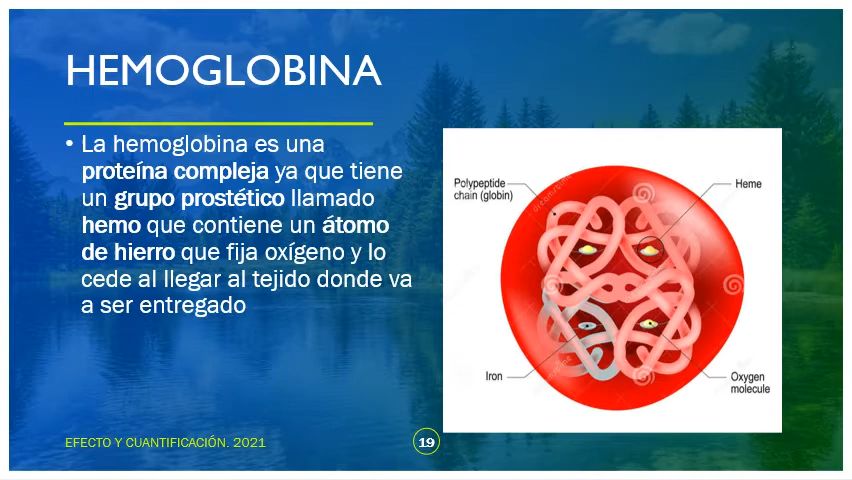 HEMOGLOBINA
• La hemoglobina es una
proteína compleja ya que tiene
un grupo prostético llamado
hemo que contiene un átomo
de hierro que fija oxígeno y lo
cede al llegar al tejido donde va
a ser entregado
Polypeptide
chain (globin)
Heme
Iron
Oxygen
molecule
EFECTO Y CUANTIFICACIÓN. 2021
19